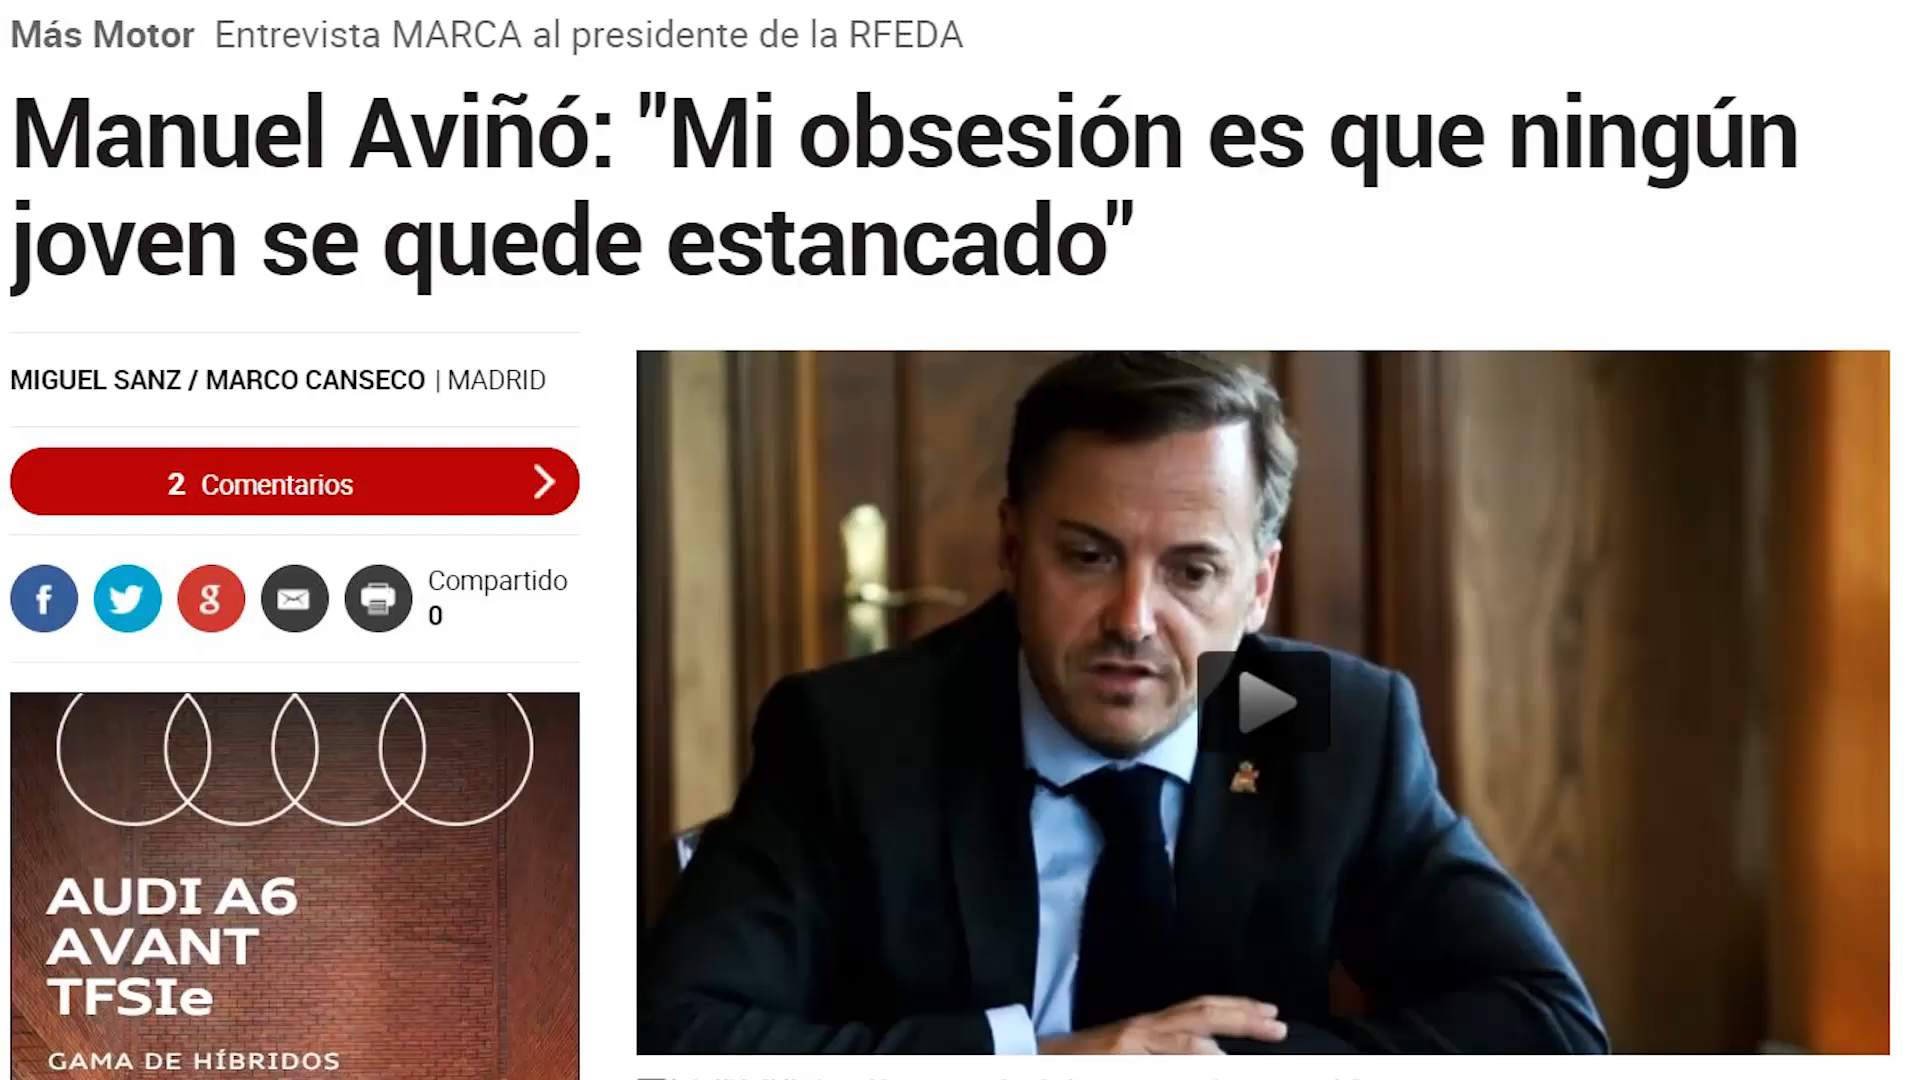 Más Motor Entrevista MARCA al presidente de la RFEDA
Manuel Aviñó: "Mi obsesión es que ningún
joven se quede estancado"
MIGUEL SANZ / MARCO CANSECO | MADRID
2 Comentarios
Compartido
0
AUDI A6
AVANT
TFSIe
GAMA DE HÍBRIDOS